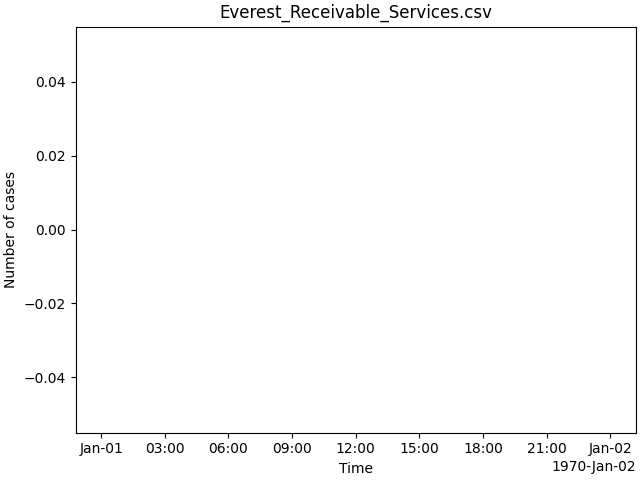 Everest_Receivable_Services.csv
Number of cases
0.04
0.02
0.00
−0.02
−0.04
Jan-01 03:00 06:00 09:00 12:00 15:00 18:00 21:00 Jan-02
1970-Jan-02
Time